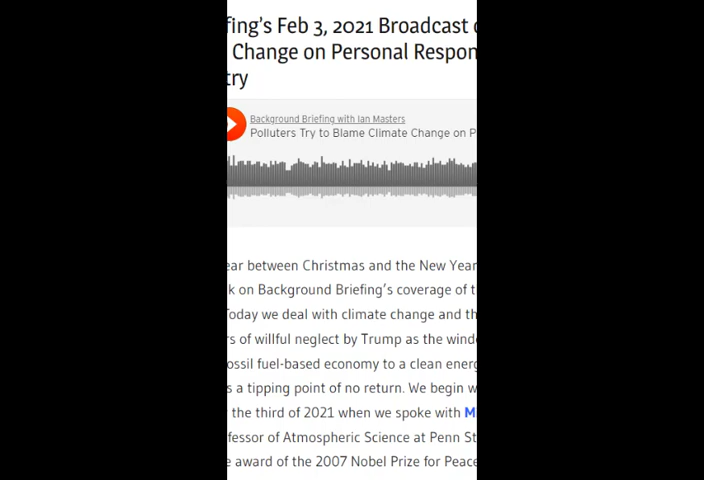 fing's Feb 3, 2021 Broadcast
Change on Personal Respon
try
Background Briefing with Ian Masters
Polluters Try to Blame Climate Change on P
ear between Christmas and the New Year
k on Background Briefing's coverage of t
Today we deal with climate change and th
rs of willful neglect by Trump as the wind
ossil fuel-based economy to a clean energ
s a tipping point of no return. We begin w
the third of 2021 when we spoke with M
fessor of Atmospheric Science at Penn St
e award of the 2007 Nobel Prize for Peace